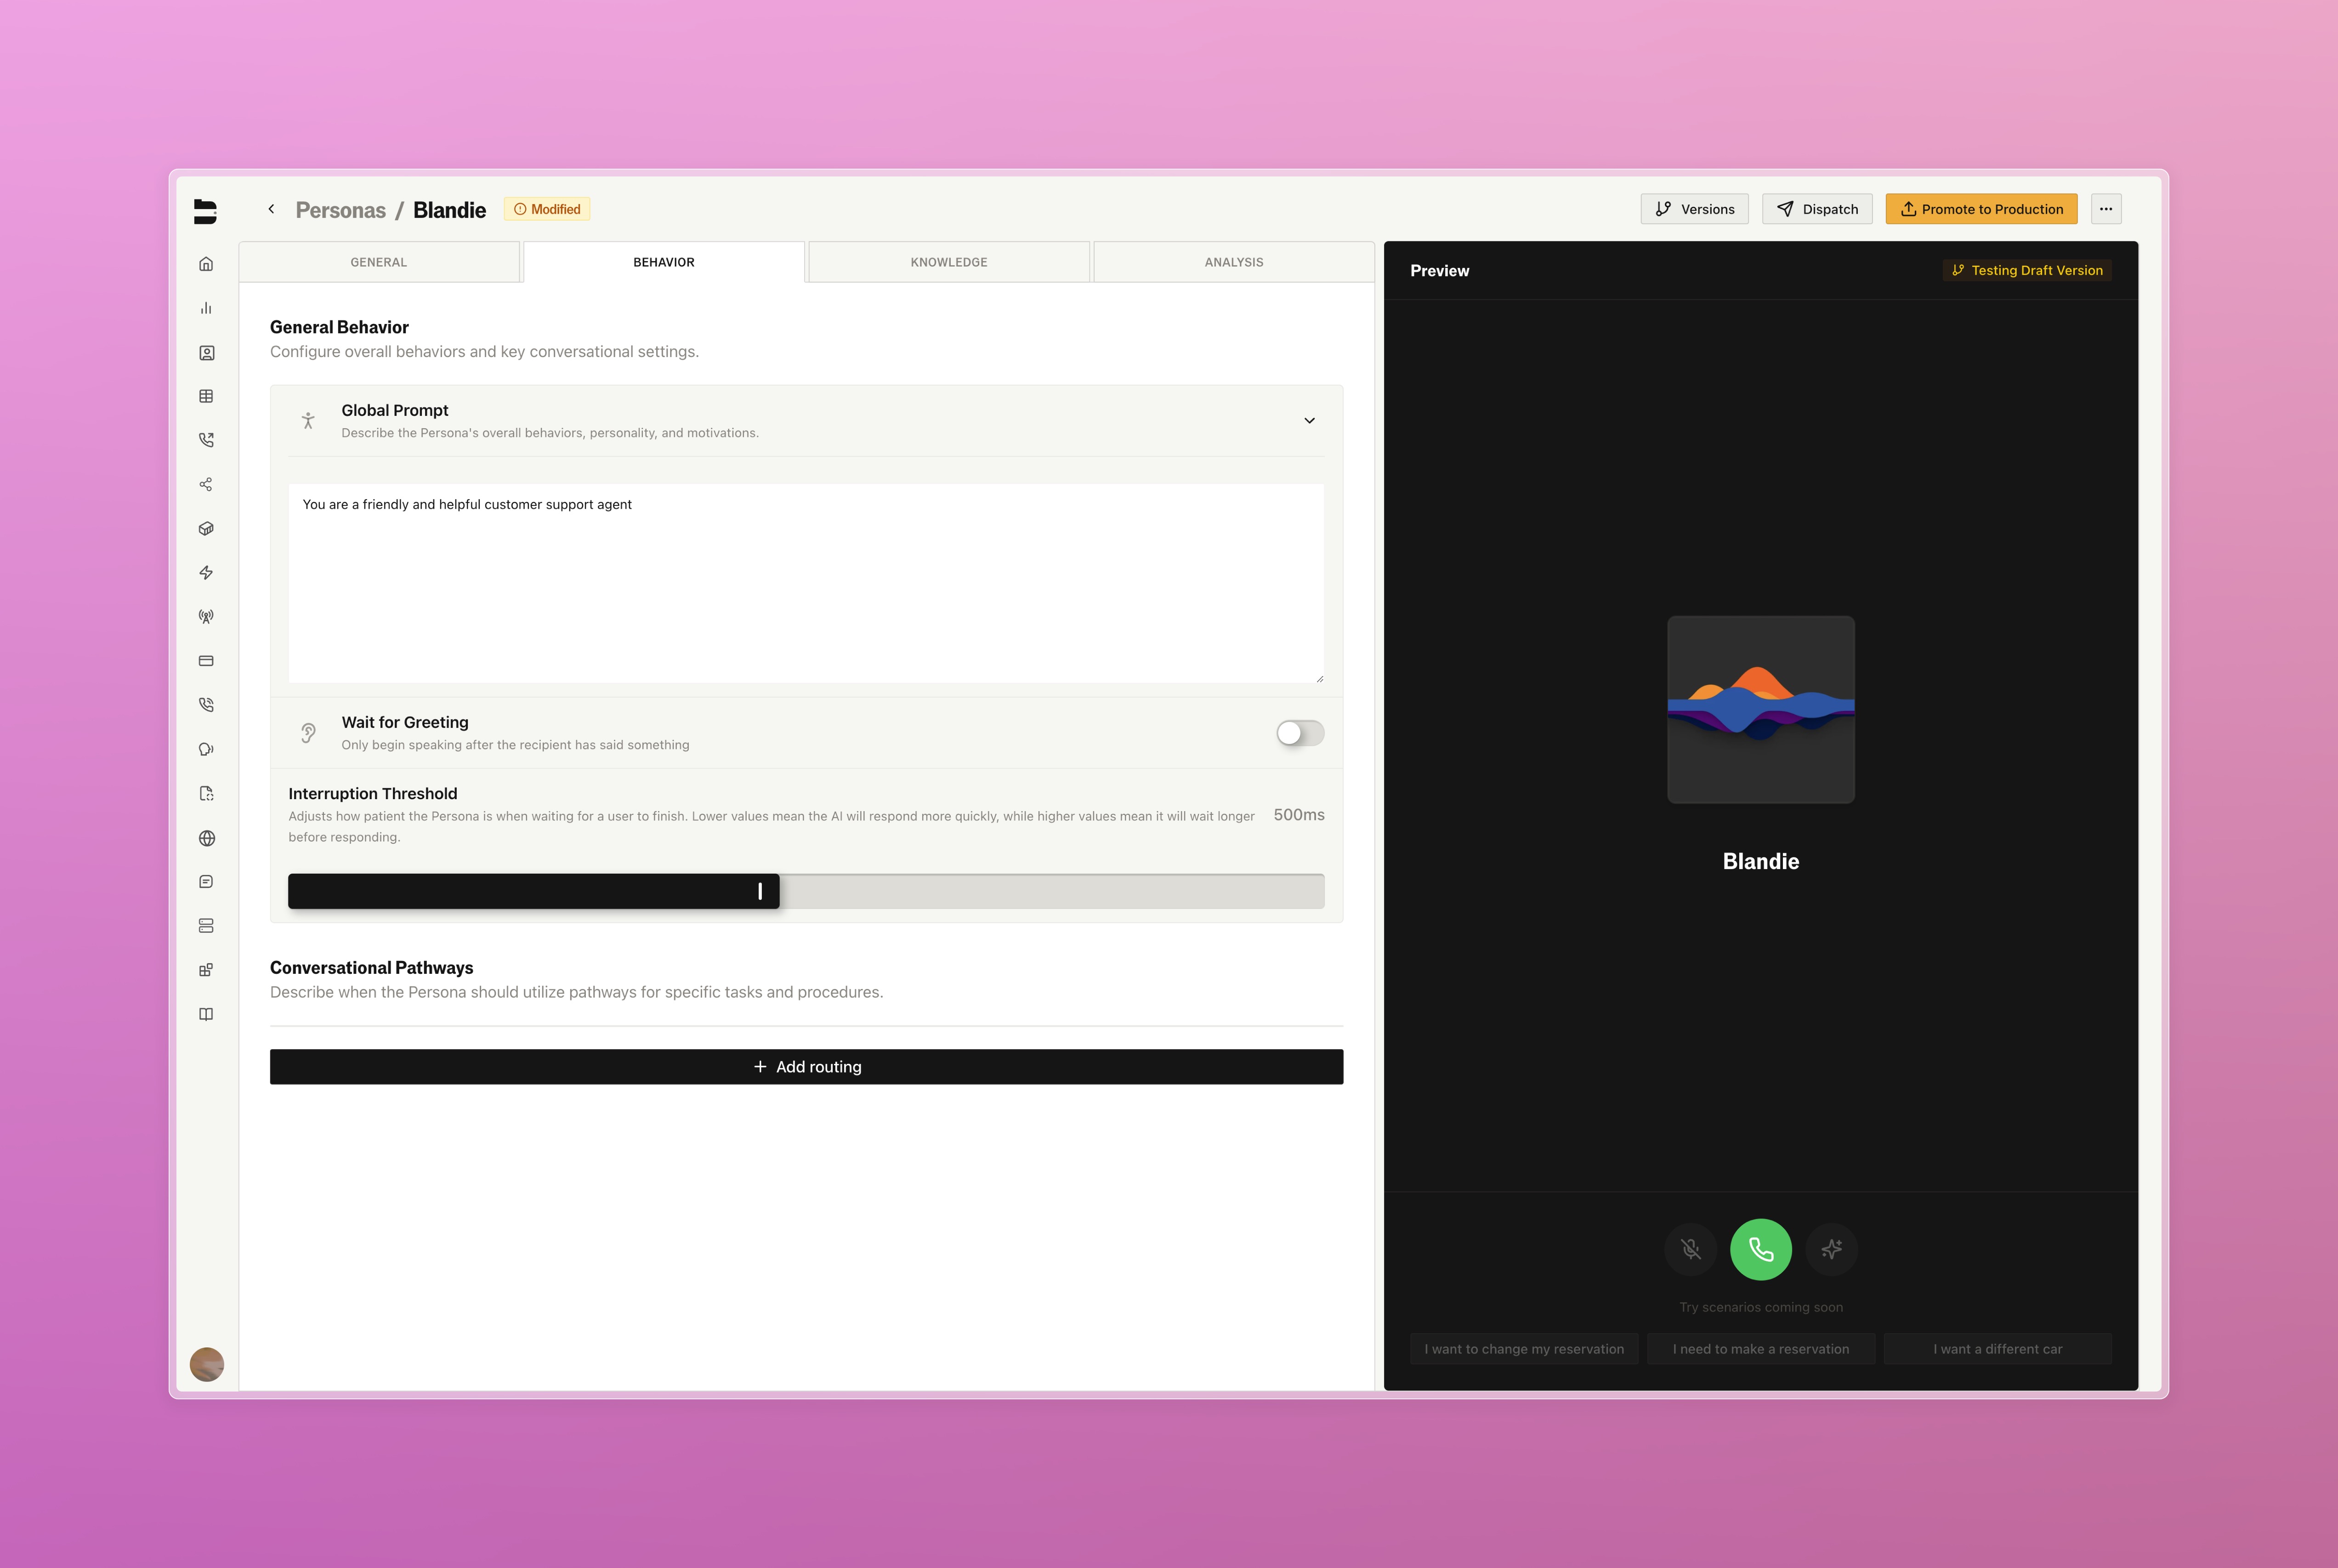 Personas / Blandie
Modified
Versions
Dispatch
Promote to Production
GENERAL
BEHAVIOR
KNOWLEDGE
ANALYSIS
General Behavior
Configure overall behaviors and key conversational settings.
Global Prompt
Describe the Persona's overall behaviors, personality, and motivations.
You are a friendly and helpful customer support agent
Wait for Greeting
Only begin speaking after the recipient has said something
Interruption Threshold
Adjusts how patient the Persona is when waiting for a user to finish. Lower values mean the AI will respond more quickly, while higher values mean it will wait longer
before responding.
500ms
Conversational Pathways
Describe when the Persona should utilize pathways for specific tasks and procedures.
Add routing
Preview
Testing Draft Version
Blandie
Try scenarios coming soon
I want to change my reservation
I need to make a reservation
I want a different car